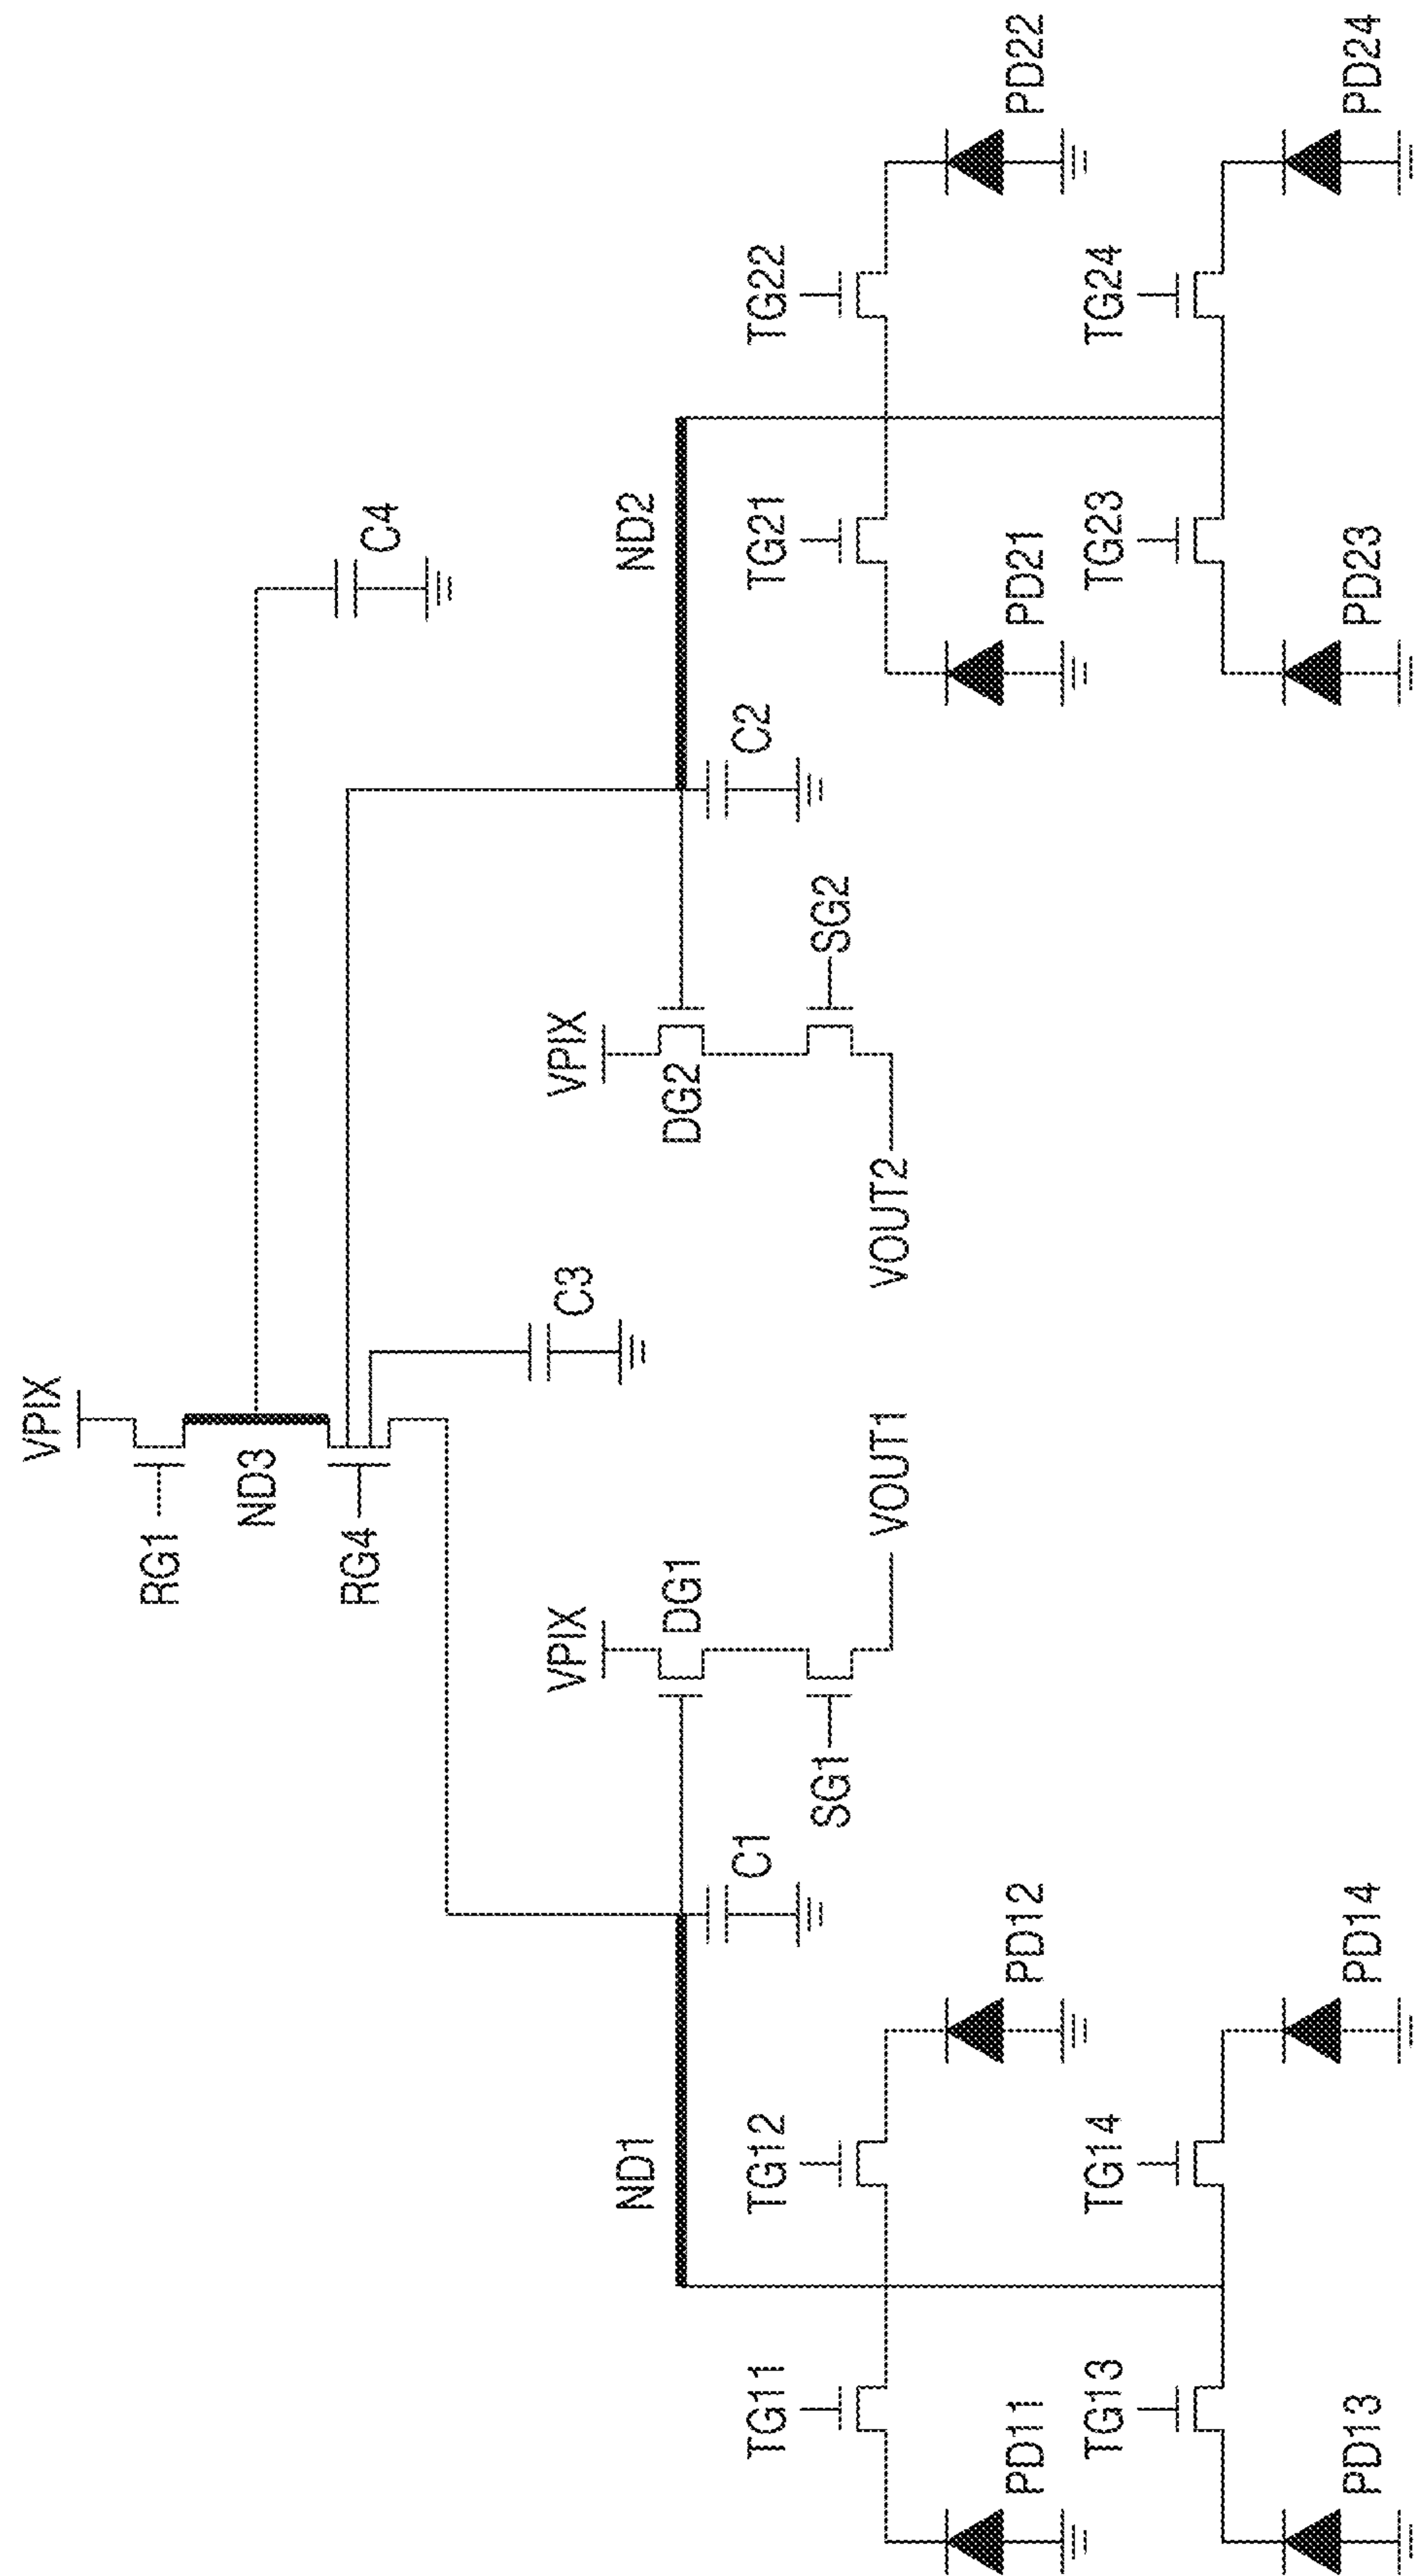 VPIX
RG1
ND3
RG4
C4
VPIX
C3
VPIX
ND1
ND2
DG1
DG2
TG11
TG12
C1
C2
TG21
TG22
SG1
SG2
VOUT1
VOUT2
PD11
PD12
PD21
PD22
TG13
TG14
TG23
TG24
PD13
PD14
PD23
PD24